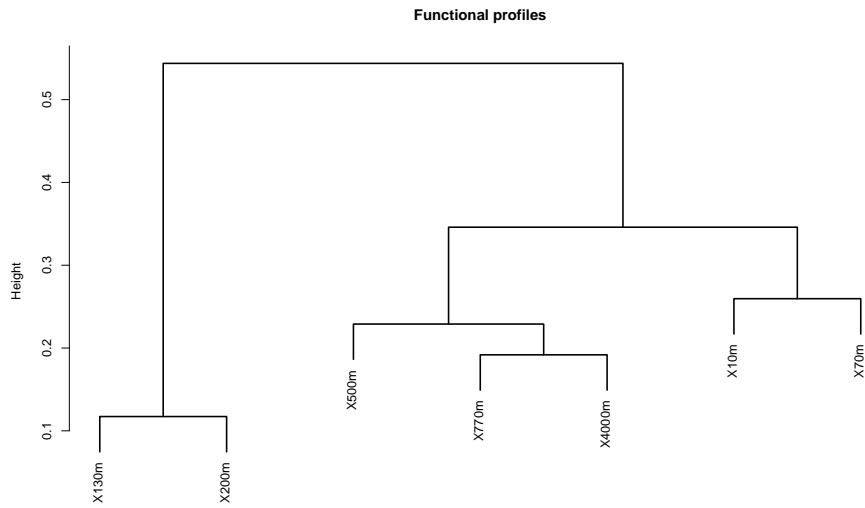 Functional profiles
Height
0.5
0.4
0.3
0.2
0.1
X130m
X200m
X500m
X770m
X4000m
X10m
X70m